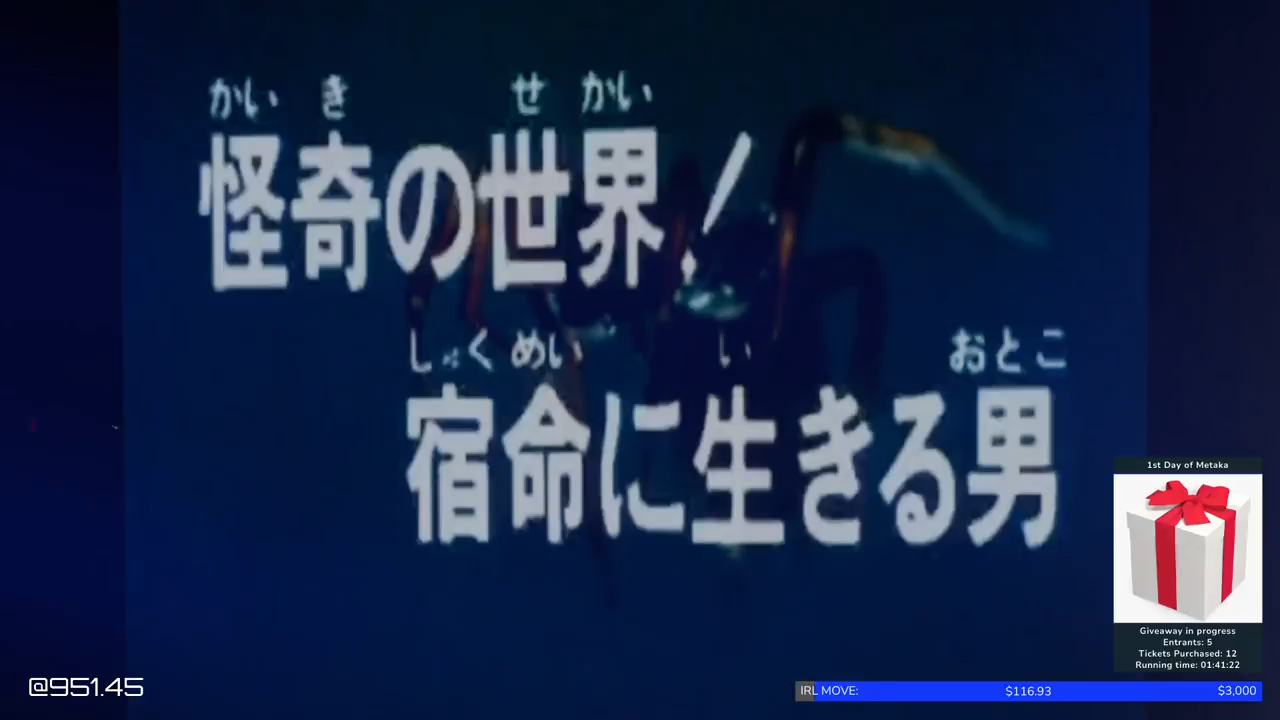 かい き せ かい
怪奇の世界!
しゅくめい い おとこ
宿命に生きる男
1st Day of Metaka
Giveaway in progress
Entrants: 5
Tickets Purchased: 12
Running time: 01:41:22
@951.45
IRL MOVE: $116.93 $3,000